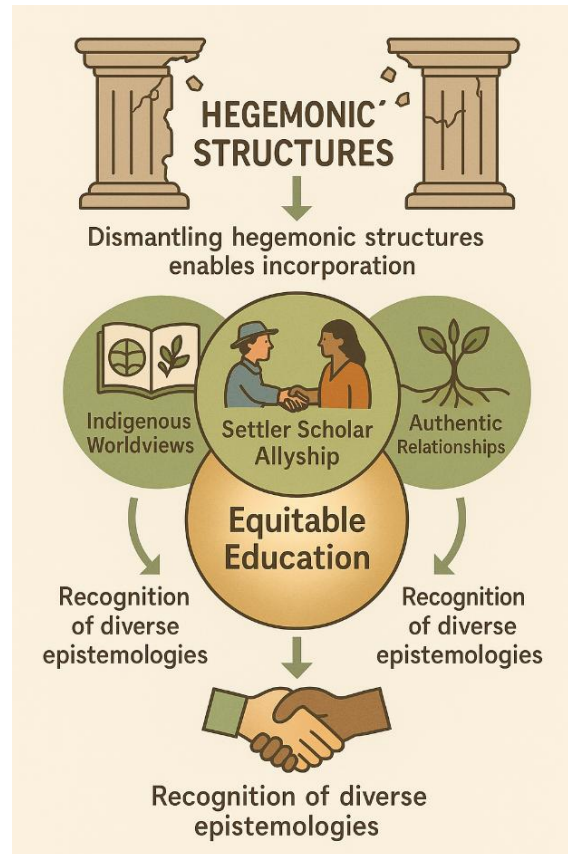 HEGEMONIC´
STRUCTURES
Dismantling hegemonic structures
enables incorporation
Indigenous
Worldviews
Settler Scholar
Allyship
Authentic
Relationships
Equitable
Education
Recognition
of diverse
epistemologies
Recognition
of diverse
epistemologies
Recognition of diverse
epistemologies